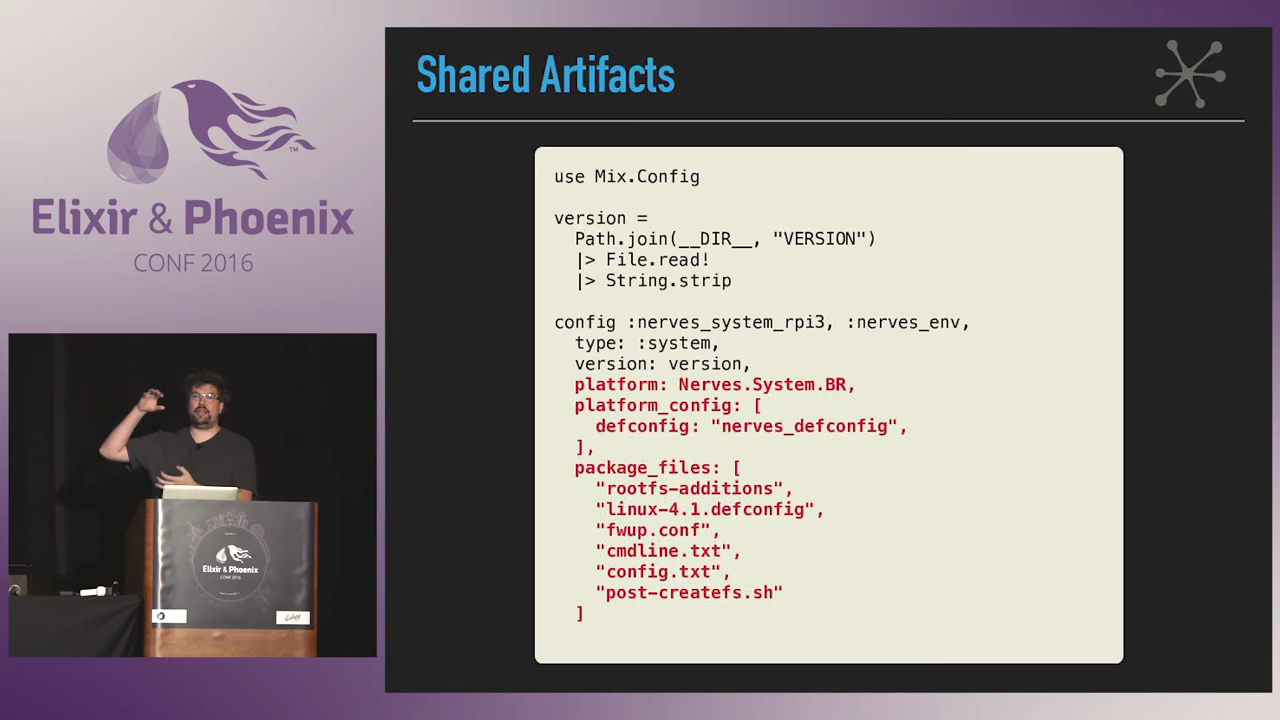 Elixir & Phoenix
CONF 2016
TM
Shared Artifacts
use Mix.Config
version =
Path.join(__DIR__, "VERSION")
|> File.read!
|> String.strip
config :nerves_system_rpi3, :nerves_env,
type: :system,
version: version,
platform: Nerves.System.BR,
platform_config: [
defconfig: "nerves_defconfig",
],
package_files: [
"rootfs-additions",
"linux-4.1.defconfig",
"fwup.conf",
"cmdline.txt",
"config.txt",
"post-createfs.sh"
]
Elixir & Phoenix
CONF 2016